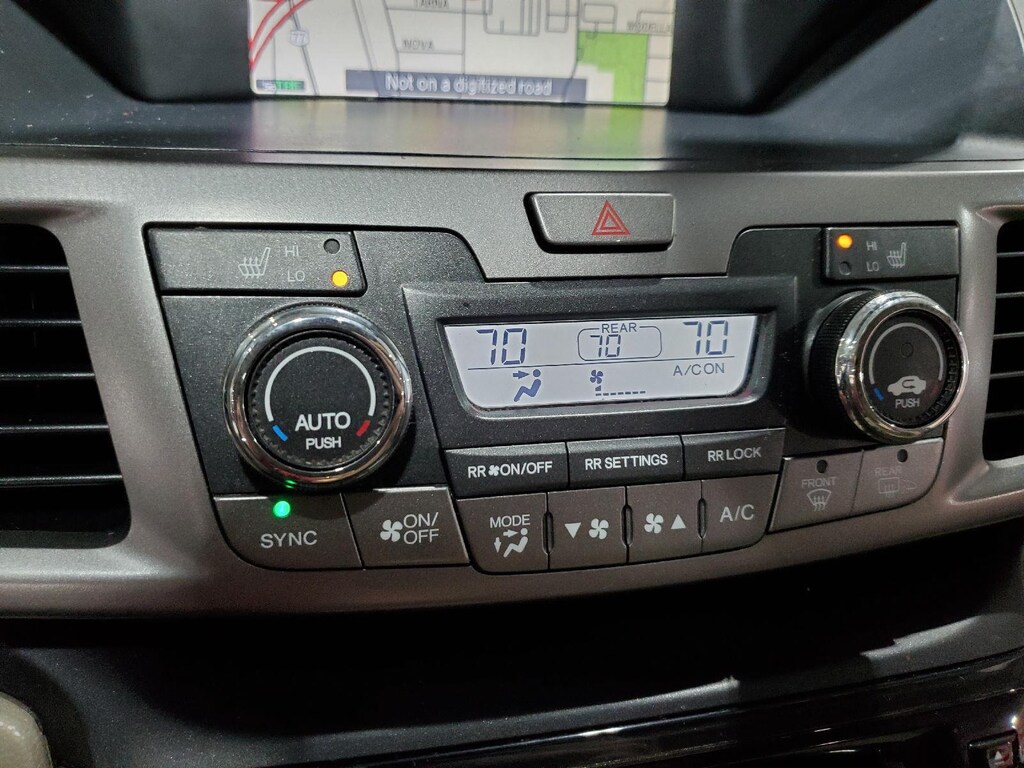 77
Not on a digitized road
HI
LO
HI
LO
70
REAR
70
70
A/CON
AUTO
PUSH
PUSH
RR ON/OFF
RR SETTINGS
RR LOCK
FRONT
REAR
SYNC
ON/
OFF
MODE
A/C